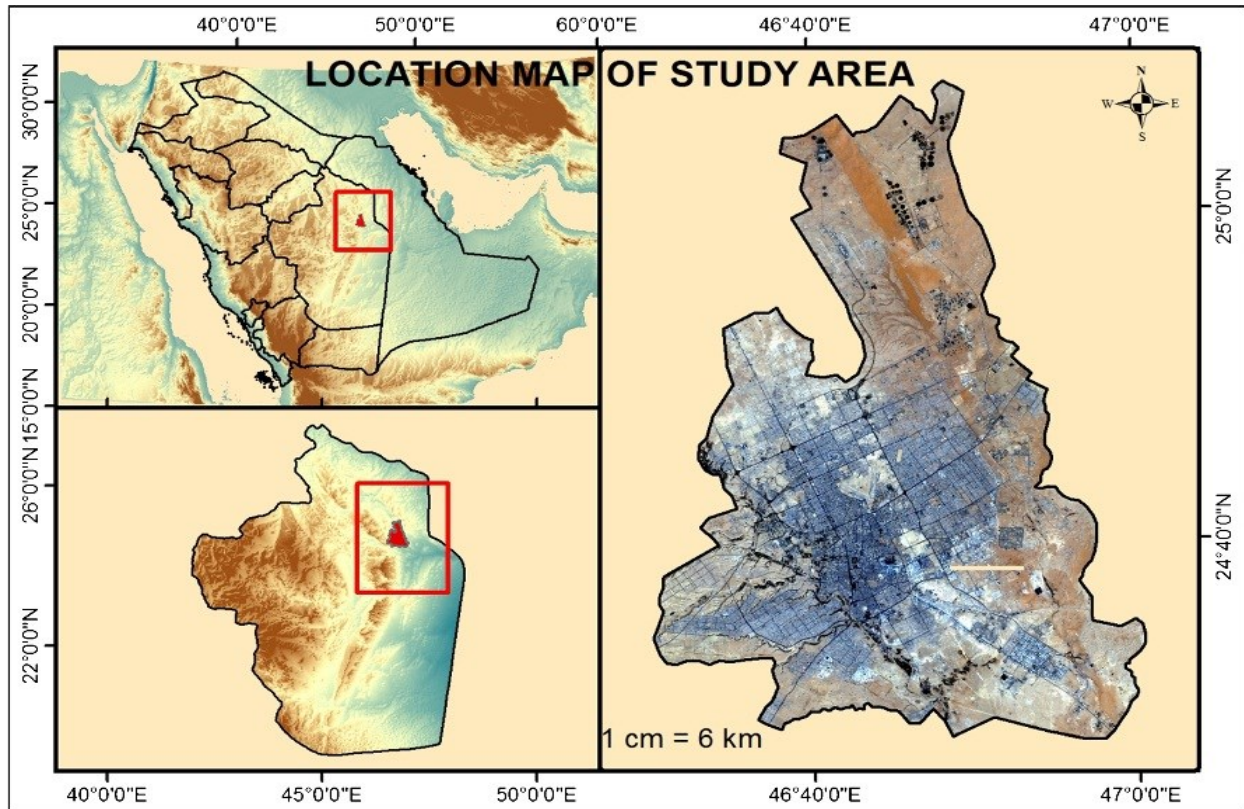 40°0'0"E 50°0'0"E 60°0'0"E 46°40'0"E 47°0'0"E
LOCATION MAP OF STUDY AREA
N
W E
S
30°0'0"N
25°0'0"N
20°0'0"N
15°0'0"N
25°0'0"N
24°40'0"N
26°0'0"N
22°0'0"N
1 cm = 6 km
40°0'0"E 45°0'0"E 50°0'0"E 46°40'0"E 47°0'0"E